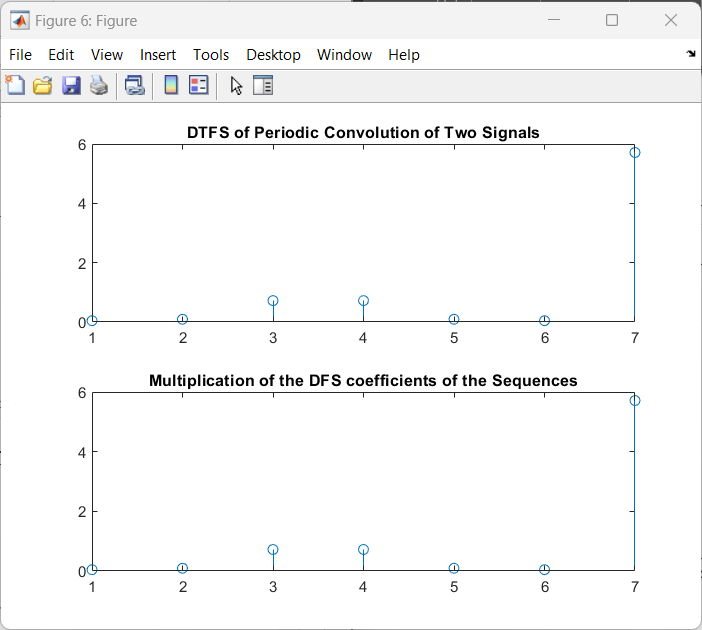 Figure 6: Figure
File Edit View Insert Tools Desktop Window Help
DTFS of Periodic Convolution of Two Signals
6
4
2
0
1 2 3 4 5 6 7
Multiplication of the DFS coefficients of the Sequences
6
4
2
0
1 2 3 4 5 6 7